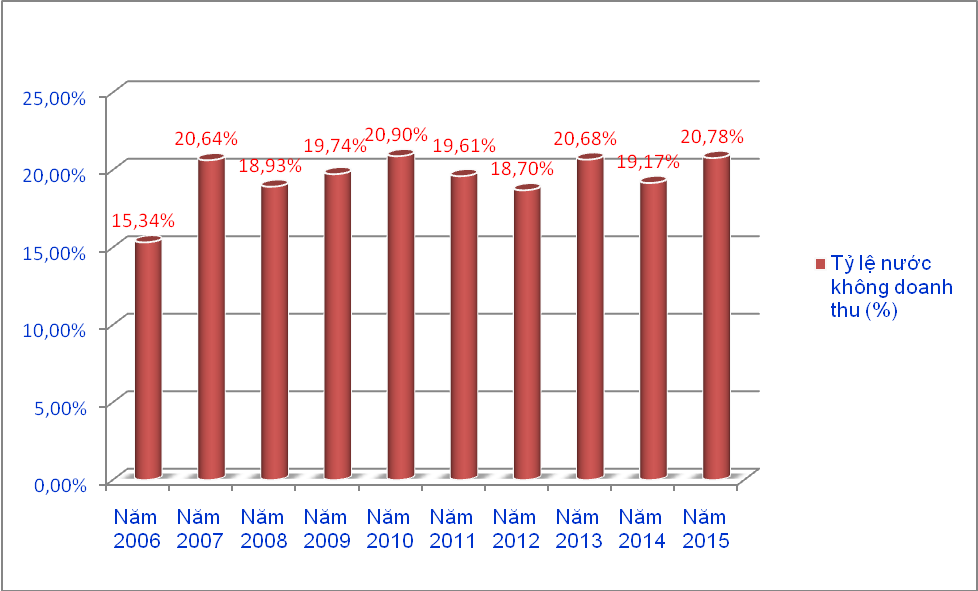 25,00%
20,00%
15,00%
10,00%
5,00%
0,00%
15,34%
20,64%
18,93%
19,74%
20,90%
19,61%
18,70%
20,68%
19,17%
20,78%
Năm
2006
Năm
2007
Năm
2008
Năm
2009
Năm
2010
Năm
2011
Năm
2012
Năm
2013
Năm
2014
Năm
2015
Tỷ lệ nước
không doanh
thu (%)